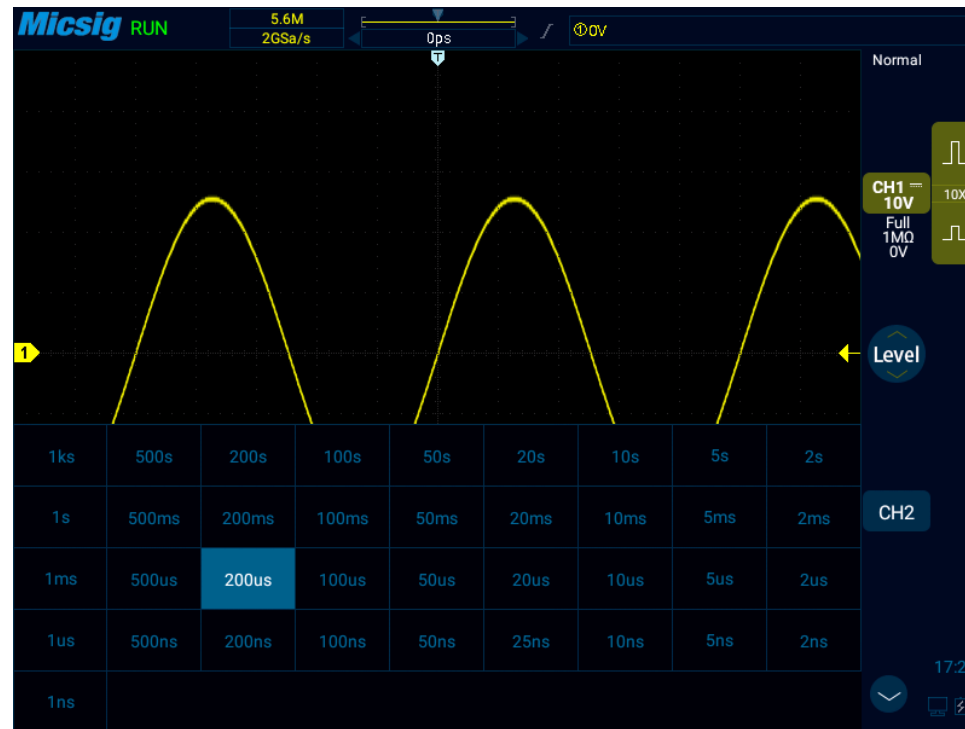 Micsig RUN
5.6M
2GSa/s
0ps
①0V
T
Normal
CH1
10V
10X
Full
1MΩ
0V
1
Level
1ks 500s 200s 100s 50s 20s 10s 5s 2s
1s 500ms 200ms 100ms 50ms 20ms 10ms 5ms 2ms
CH2
1ms 500us 200us 100us 50us 20us 10us 5us 2us
1us 500ns 200ns 100ns 50ns 25ns 10ns 5ns 2ns
17:2
1ns